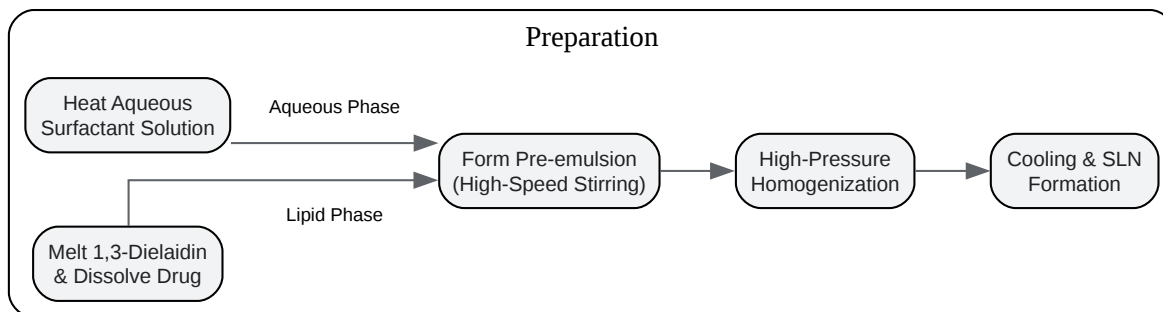 Preparation
Heat Aqueous
Surfactant Solution
Aqueous Phase
Form Pre-emulsion
(High-Speed Stirring)
High-Pressure
Homogenization
Cooling & SLN
Formation
Lipid Phase
Melt 1,3-Dielaidin
& Dissolve Drug